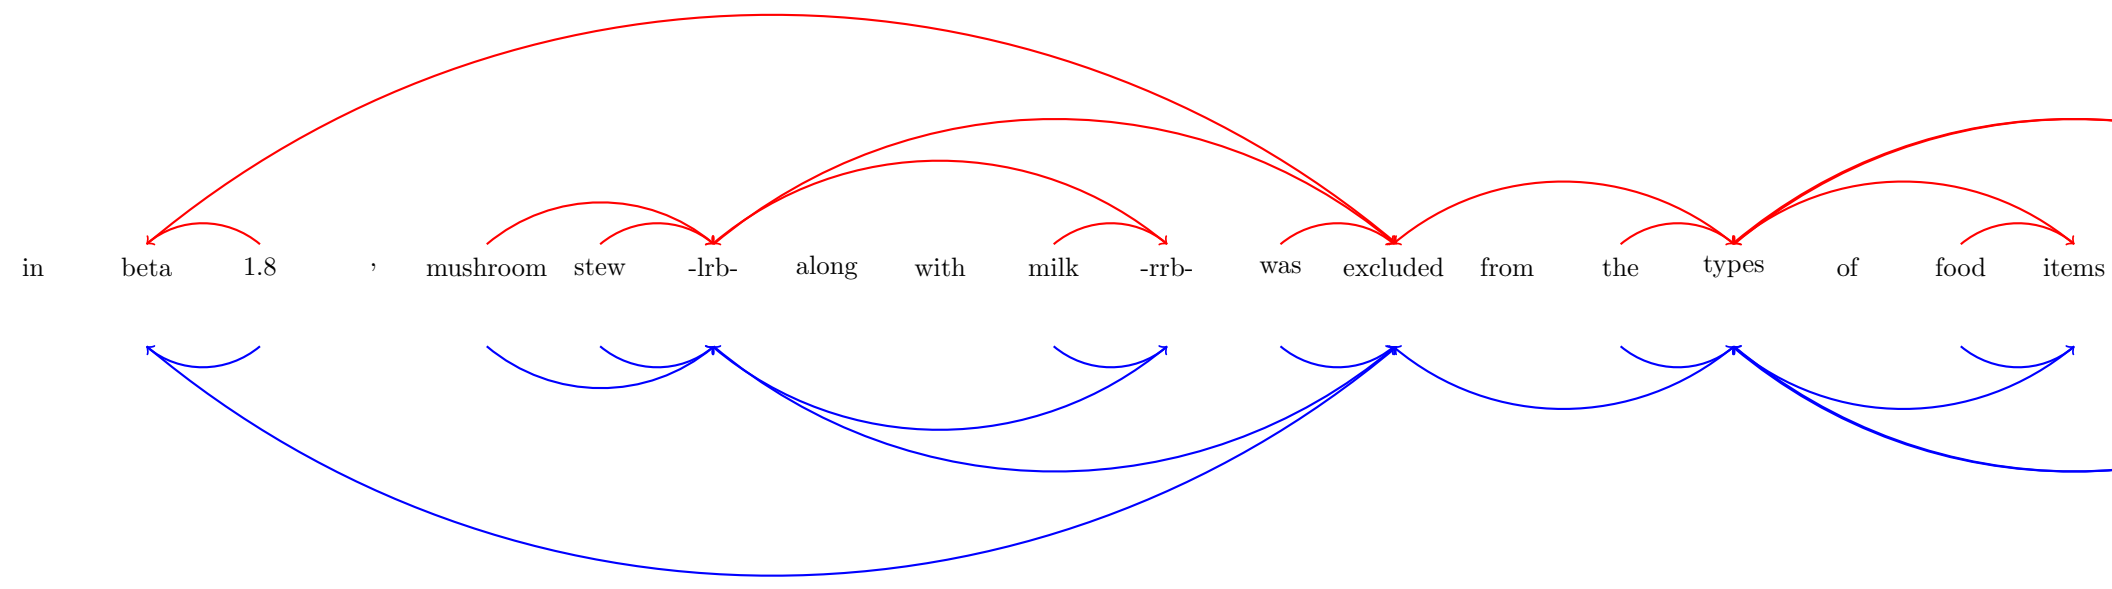 in beta 1.8 , mushroom stew -lrb- along with milk -rrb- was excluded from the types of food items